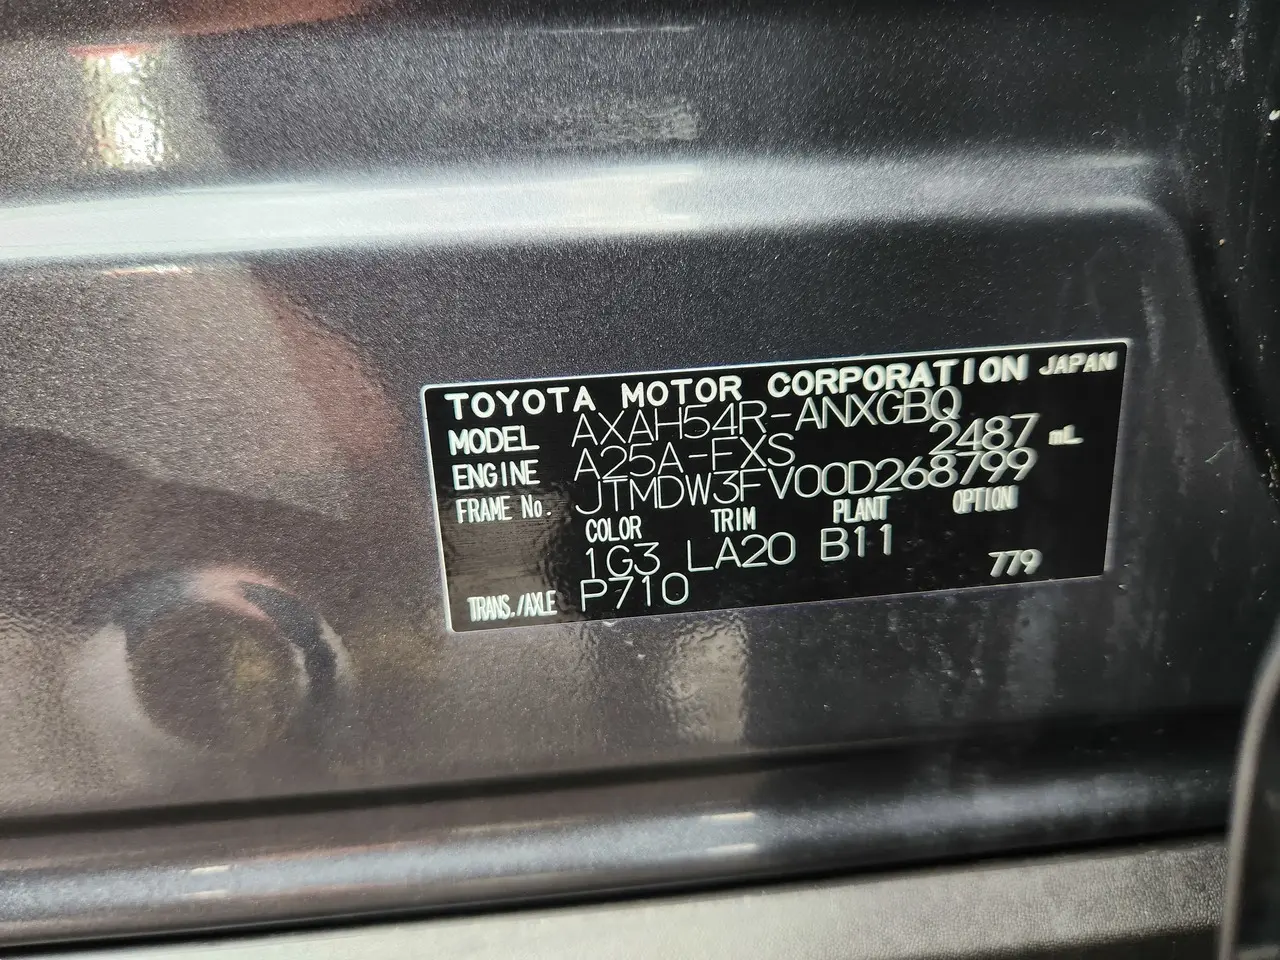 TOYOTA MOTOR CORPORATION JAPAN
MODEL AXAH54R-ANXGBQ
ENGINE A25A-FXS 2487 mL
FRAME No. JTMDW3FV00D268799
COLOR TRIM PLANT OPTION
1G3 LA20 B11
TRANS./AXLE P710 779